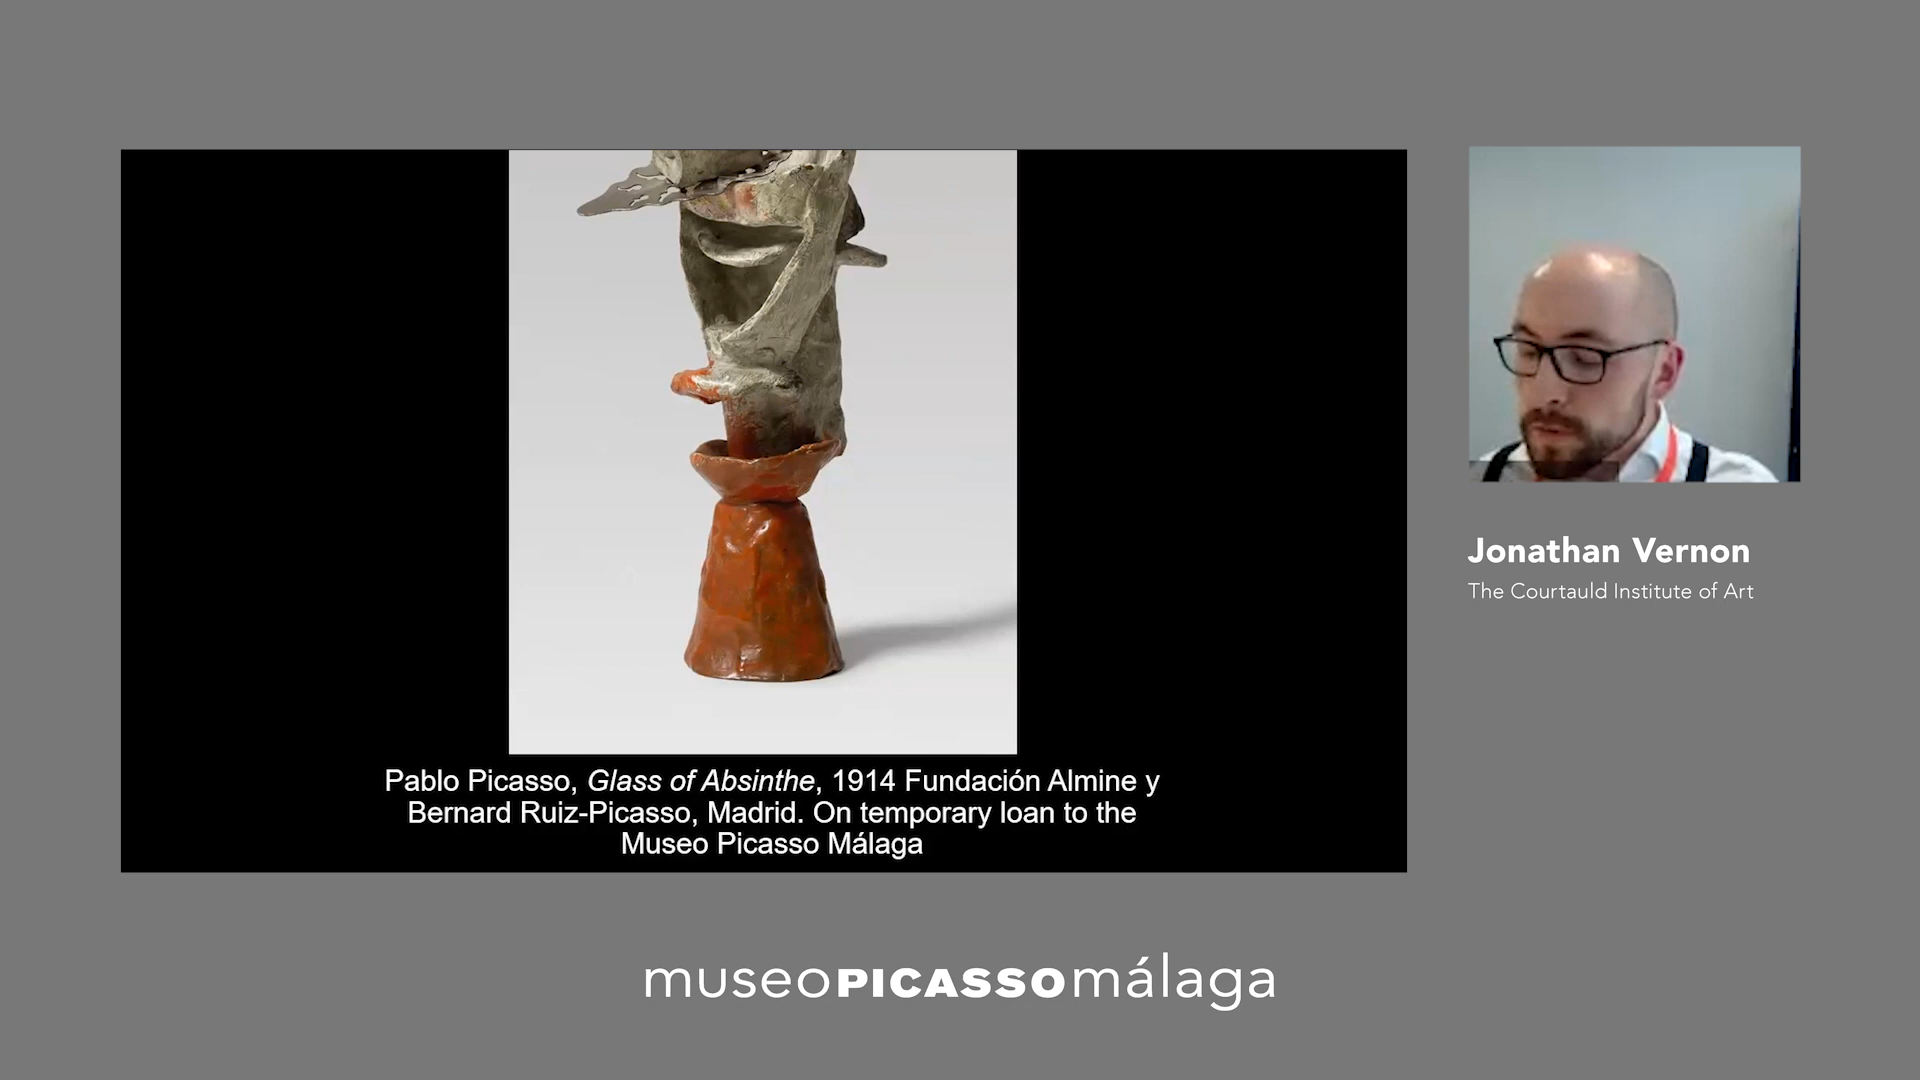 Pablo Picasso, Glass of Absinthe, 1914 Fundación Almine y
Bernard Ruiz-Picasso, Madrid. On temporary loan to the
Museo Picasso Málaga
Jonathan Vernon
The Courtauld Institute of Art
museoPICASSOmálaga